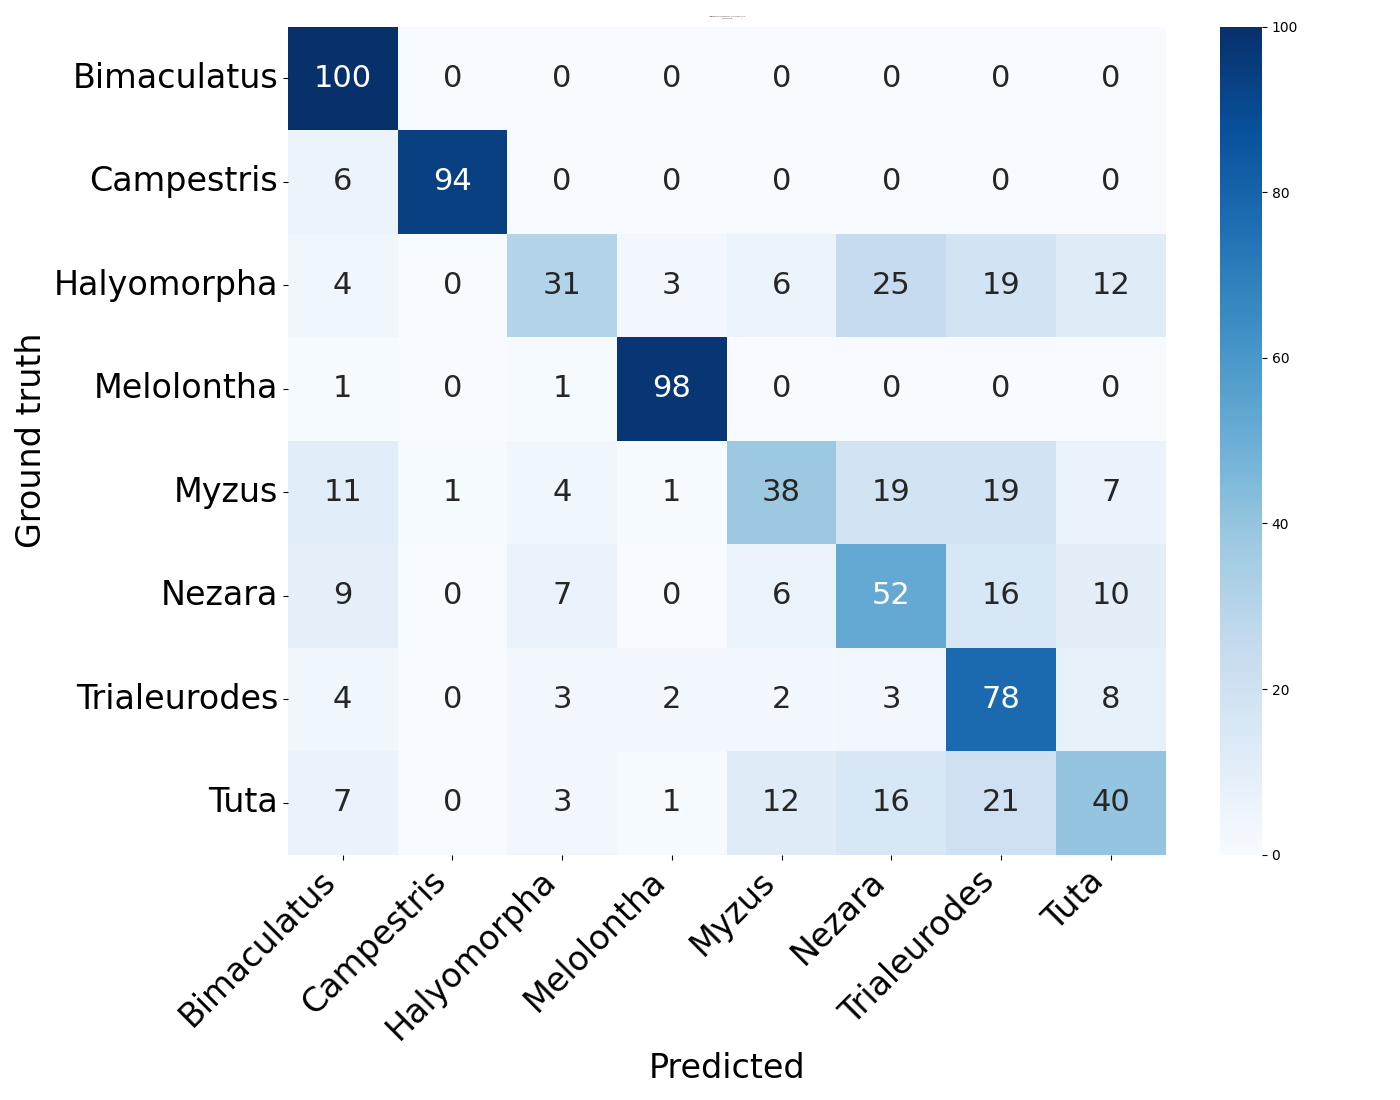 100
Bimaculatus 100 0 0 0 0 0 0 0
Campestris 6 94 0 0 0 0 0 0
80
Halyomorpha 4 0 31 3 6 25 19 12
60
Melolontha 1 0 1 98 0 0 0 0
Ground truth
Myzus 11 1 4 1 38 19 19 7
40
Nezara 9 0 7 0 6 52 16 10
20
Trialeurodes 4 0 3 2 2 3 78 8
Tuta 7 0 3 1 12 16 21 40
0
Bimaculatus Campestris Halyomorpha Melolontha Myzus Nezara Trialeurodes Tuta
Predicted